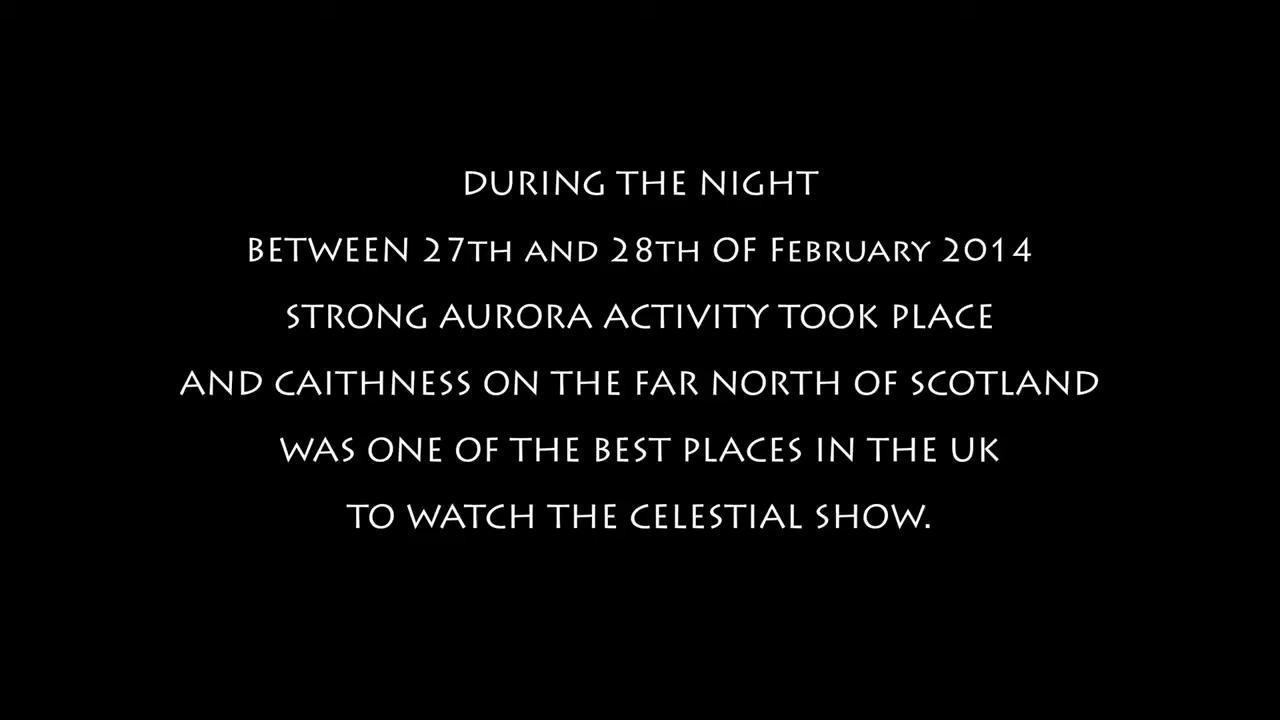 DURING THE NIGHT
BETWEEN 27TH AND 28TH OF FEBRUARY 2014
STRONG AURORA ACTIVITY TOOK PLACE
AND CAITHNESS ON THE FAR NORTH OF SCOTLAND
WAS ONE OF THE BEST PLACES IN THE UK
TO WATCH THE CELESTIAL SHOW.